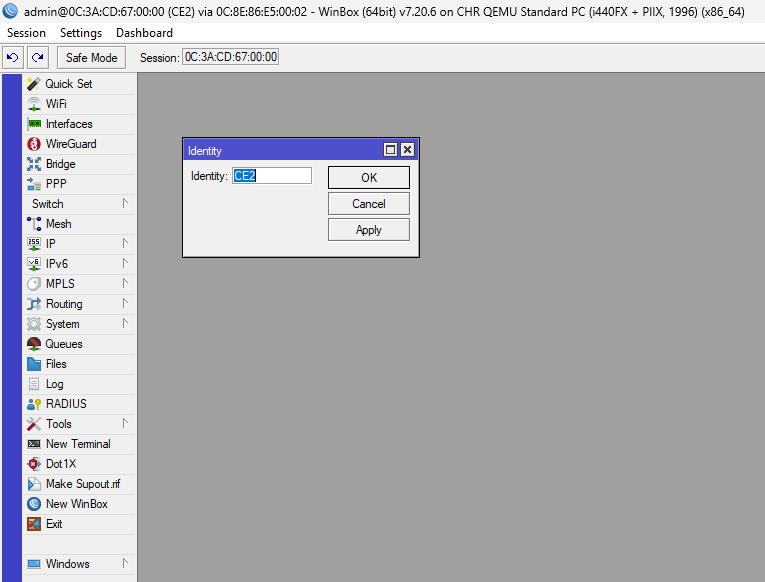 admin@0C:3A:CD:67:00:00 (CE2) via 0C:8E:86:E5:00:02 - WinBox (64bit) v7.20.6 on CHR QEMU Standard PC (i440FX + PIIX, 1996) (x86_64)
Session Settings Dashboard
Safe Mode Session: 0C:3A:CD:67:00:00
Quick Set
WiFi
Interfaces
WireGuard
Bridge
PPP
Switch
Mesh
IP
IPv6
MPLS
Routing
System
Queues
Files
Log
RADIUS
Tools
New Terminal
Dot1X
Make Supout.rif
New WinBox
Exit
Windows
Identity
Identity: CE2
OK
Cancel
Apply